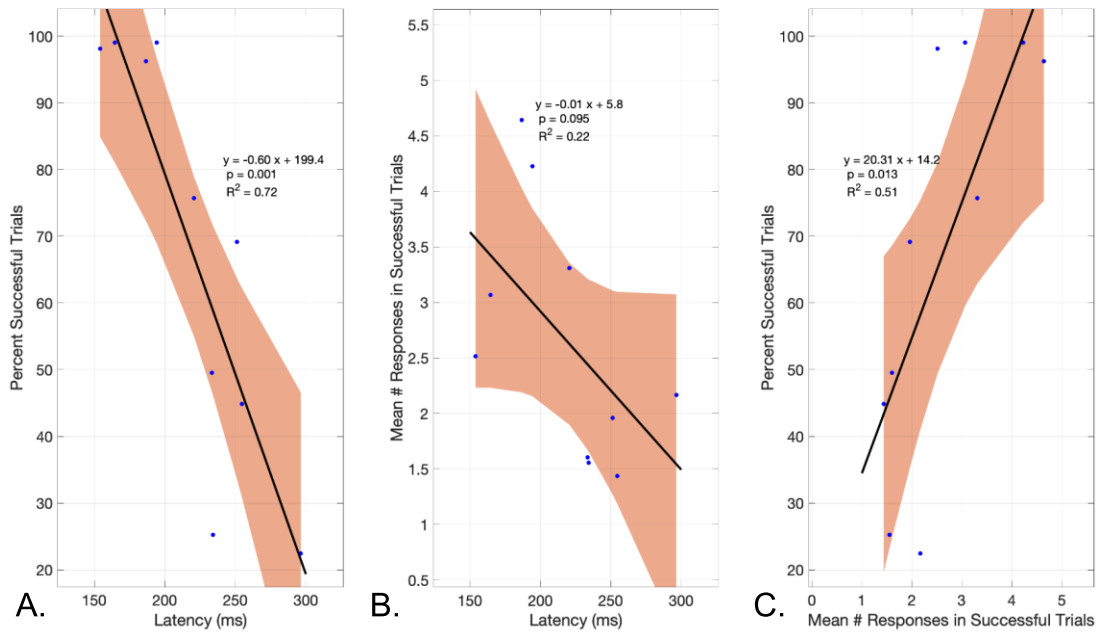 100
90
80
70
60
50
40
30
20
Percent Successful Trials
y = -0.60 x + 199.4
p = 0.001
R² = 0.72
150 200 250 300
Latency (ms)
A.
5.5
5
4.5
4
3.5
3
2.5
2
1.5
1
0.5
Mean # Responses in Successful Trials
y = -0.01 x + 5.8
p = 0.095
R² = 0.22
150 200 250 300
Latency (ms)
B.
100
90
80
70
60
50
40
30
20
Percent Successful Trials
y = 20.31 x + 14.2
p = 0.013
R² = 0.51
0 1 2 3 4 5
Mean # Responses in Successful Trials
C.